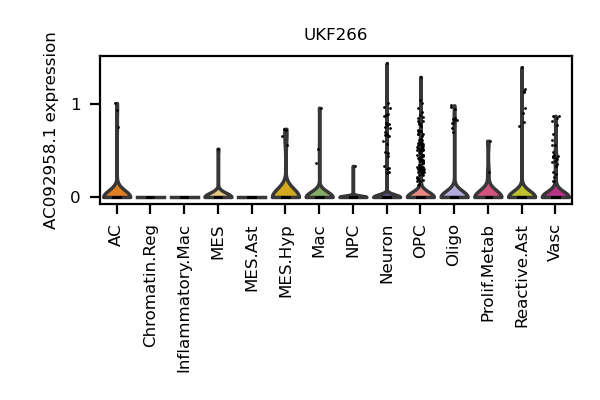 UKF266
AC092958.1 expression
1
0
AC
Chromatin.Reg
Inflammatory.Mac
MES
MES.Ast
MES.Hyp
Mac
NPC
Neuron
OPC
Oligo
Prolif.Metab
Reactive.Ast
Vasc